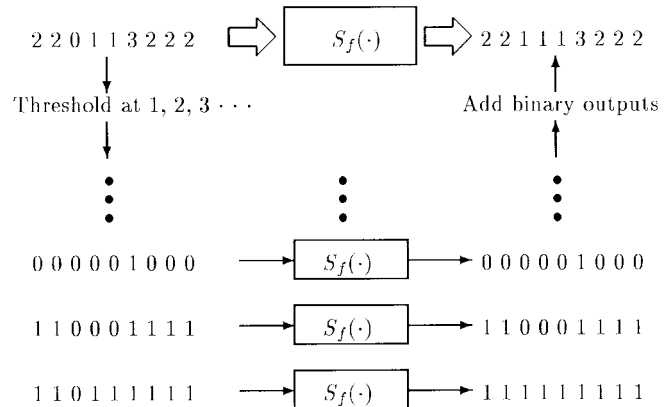 2 2 0 1 1 3 2 2 2 S_f(·) 2 2 1 1 1 3 2 2 2
Threshold at 1, 2, 3 · · · Add binary outputs
0 0 0 0 0 1 0 0 0 S_f(·) 0 0 0 0 0 1 0 0 0
1 1 0 0 0 1 1 1 1 S_f(·) 1 1 0 0 0 1 1 1 1
1 1 0 1 1 1 1 1 1 S_f(·) 1 1 1 1 1 1 1 1 1